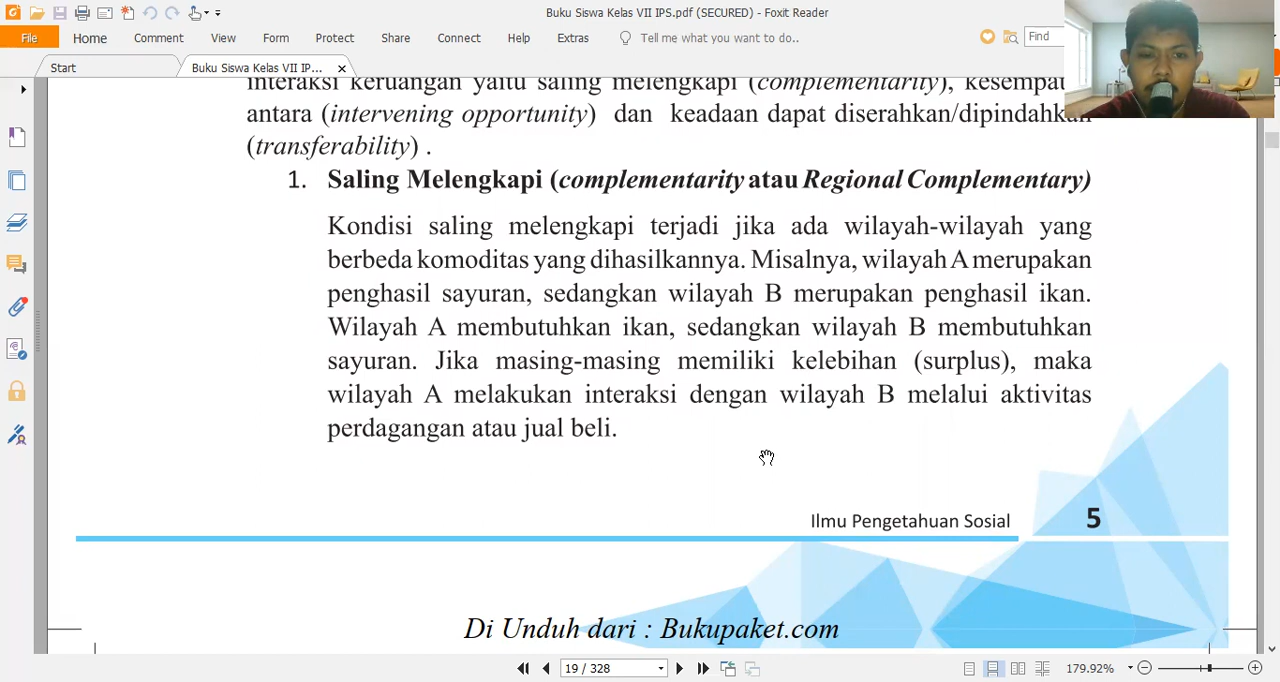 Buku Siswa Kelas VII IPS.pdf (SECURED) - Foxit Reader
File Home Comment View Form Protect Share Connect Help Extras Tell me what you want to do.. Find
Start Buku Siswa Kelas VII IP...
interaksi keruangan yaitu saling melengkapi (complementarity), kesempat
antara (intervening opportunity) dan keadaan dapat diserahkan/dipindahkan
(transferability) .
1. Saling Melengkapi (complementarity atau Regional Complementary)
Kondisi saling melengkapi terjadi jika ada wilayah-wilayah yang
berbeda komoditas yang dihasilkannya. Misalnya, wilayah A merupakan
penghasil sayuran, sedangkan wilayah B merupakan penghasil ikan.
Wilayah A membutuhkan ikan, sedangkan wilayah B membutuhkan
sayuran. Jika masing-masing memiliki kelebihan (surplus), maka
wilayah A melakukan interaksi dengan wilayah B melalui aktivitas
perdagangan atau jual beli.
Ilmu Pengetahuan Sosial 5
Di Unduh dari : Bukupaket.com
19 / 328 179.92%